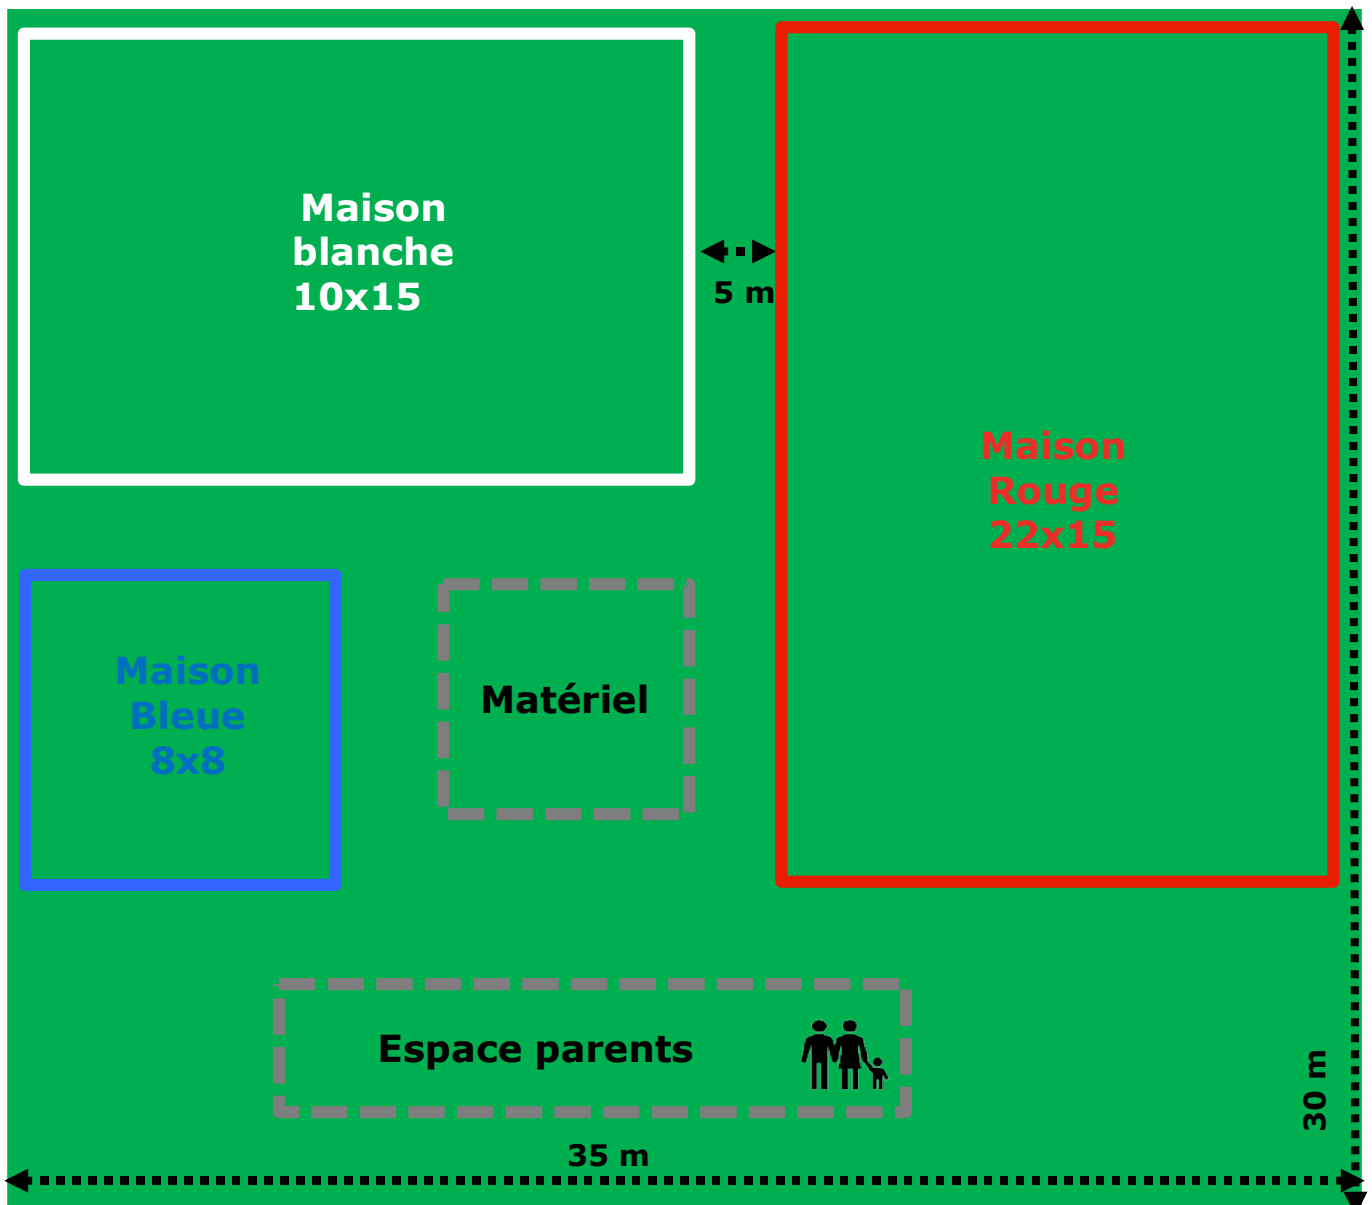 Maison
blanche
10x15
5 m
Maison
Rouge
22x15
Maison
Bleue
8x8
Matériel
Espace parents
30 m
35 m